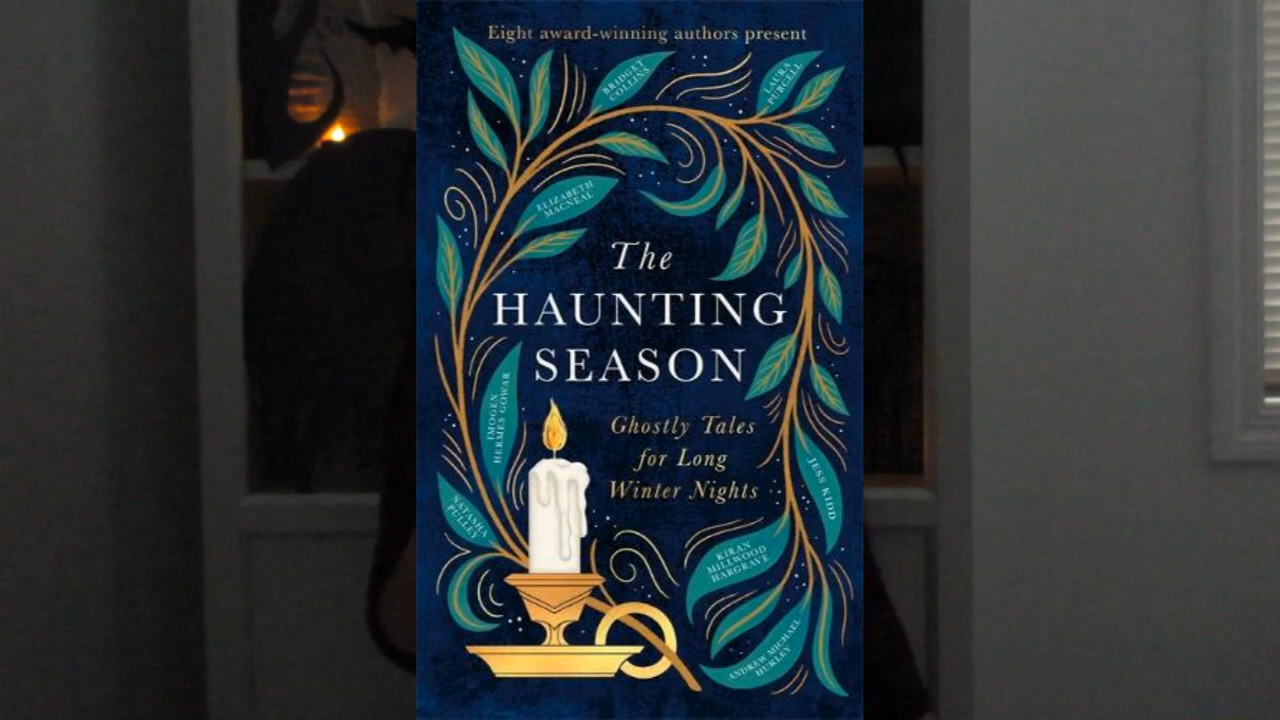 Eight award-winning authors present
BRIDGET
COLLINS
LAURA
PURCELL
ELIZABETH
MACNEAL
The
HAUNTING
SEASON
IMOGEN
HERMES GOWAR
Ghostly Tales
for Long
Winter Nights
JESS KIDD
NATASHA
PULLEY
KIRAN
MILLWOOD
HARGRAVE
ANDREW MICHAEL
HURLEY